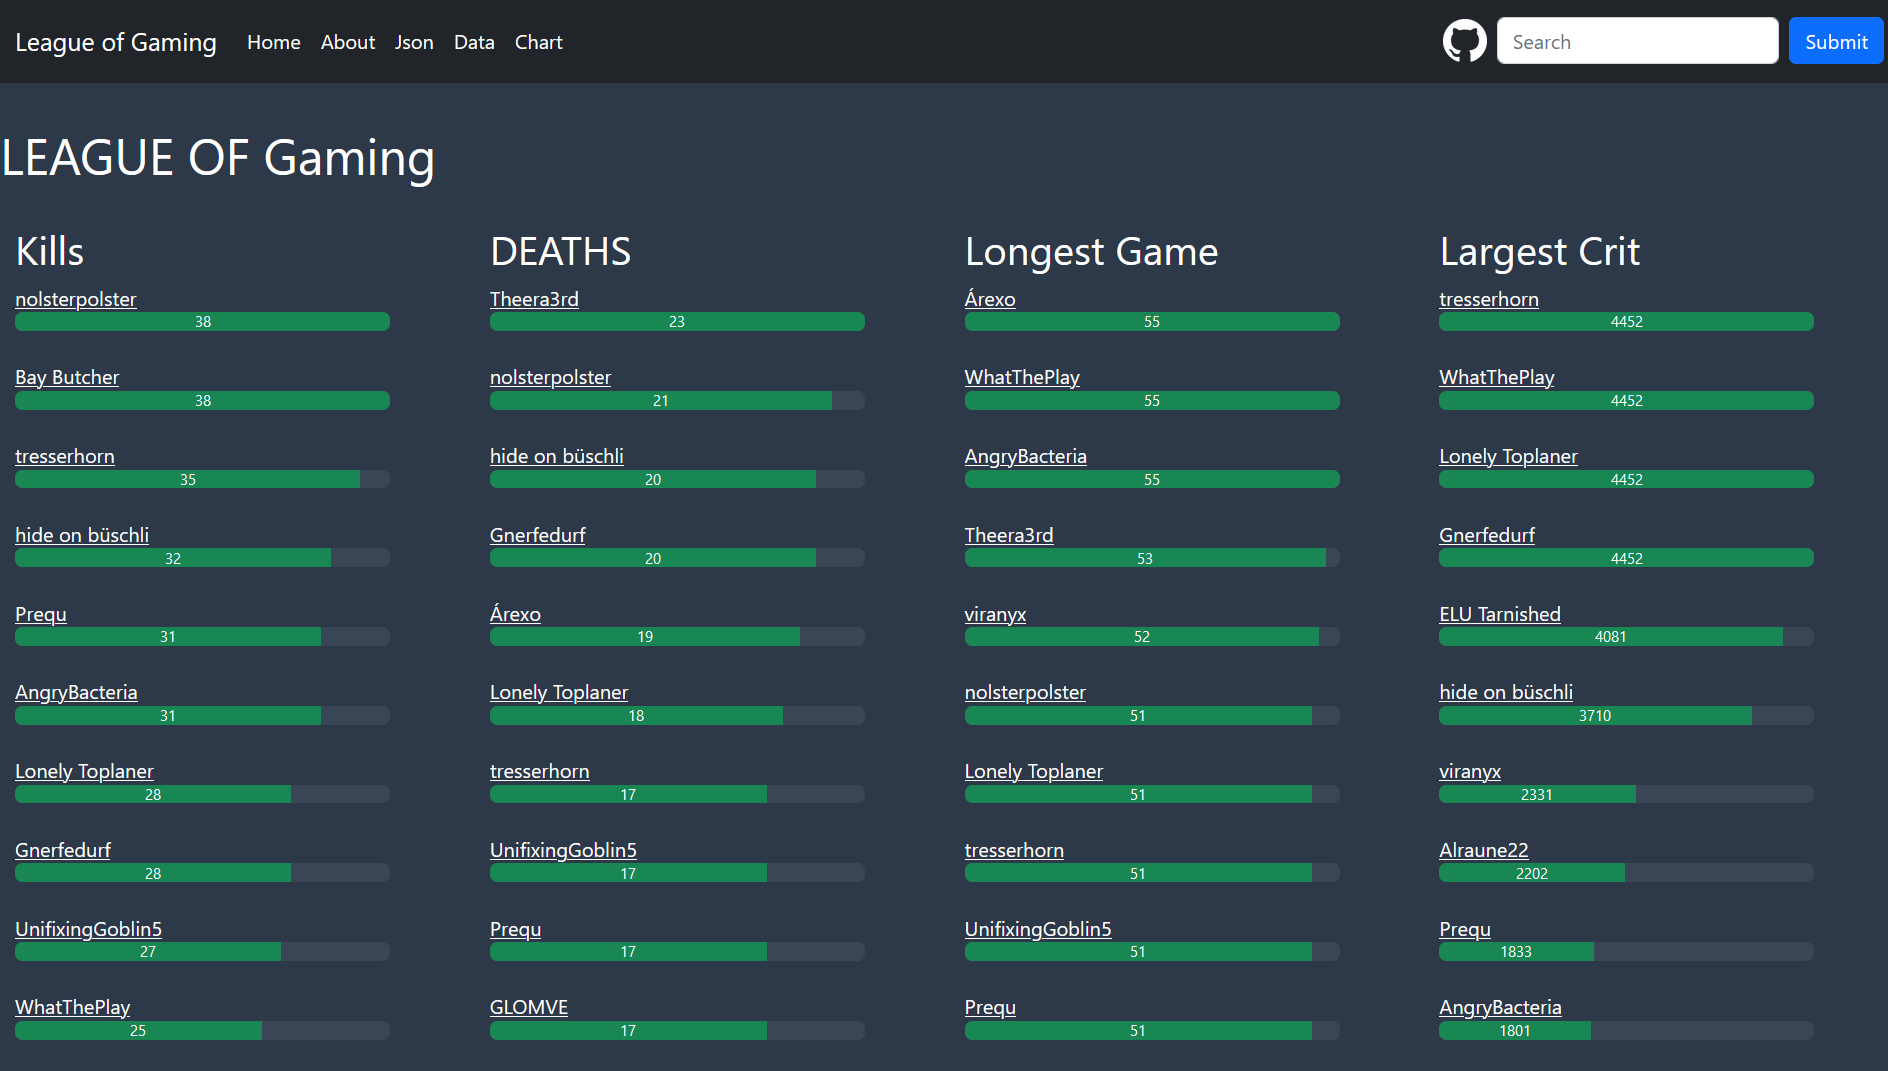 League of Gaming Home About Json Data Chart Search Submit
LEAGUE OF Gaming
Kills
nolsterpolster
38
Bay Butcher
38
tresserhorn
35
hide on büschli
32
Prequ
31
AngryBacteria
31
Lonely Toplaner
28
Gnerfedurf
28
UnifixingGoblin5
27
WhatThePlay
25
DEATHS
Theera3rd
23
nolsterpolster
21
hide on büschli
20
Gnerfedurf
20
Árexo
19
Lonely Toplaner
18
tresserhorn
17
UnifixingGoblin5
17
Prequ
17
GLOMVE
17
Longest Game
Árexo
55
WhatThePlay
55
AngryBacteria
55
Theera3rd
53
viranyx
52
nolsterpolster
51
Lonely Toplaner
51
tresserhorn
51
UnifixingGoblin5
51
Prequ
51
Largest Crit
tresserhorn
4452
WhatThePlay
4452
Lonely Toplaner
4452
Gnerfedurf
4452
ELU Tarnished
4081
hide on büschli
3710
viranyx
2331
Alraune22
2202
Prequ
1833
AngryBacteria
1801